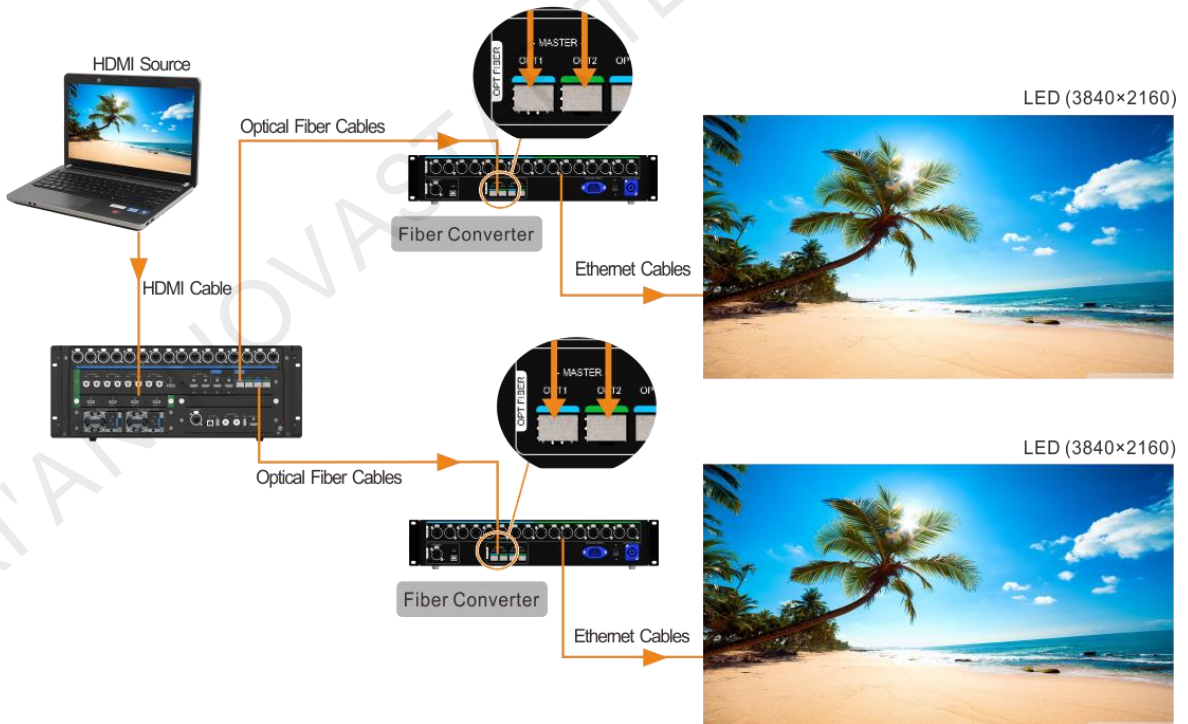 HDMI Source
- MASTER -
OPT1
OPT2
OPT FIBER
LED (3840×2160)
Optical Fiber Cables
Fiber Converter
Ethernet Cables
HDMI Cable
- MASTER
OPT1
OPT2
OPT FIBER
LED (3840×2160)
Optical Fiber Cables
Fiber Converter
Ethernet Cables